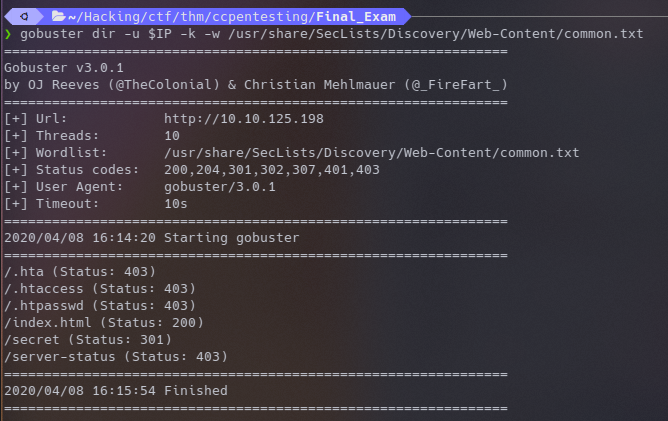 ~/Hacking/ctf/thm/ccpentesting/Final_Exam
❯ gobuster dir -u $IP -k -w /usr/share/SecLists/Discovery/Web-Content/common.txt
===============================================================
Gobuster v3.0.1
by OJ Reeves (@TheColonial) & Christian Mehlmauer (@_FireFart_)
===============================================================
[+] Url:            http://10.10.125.198
[+] Threads:        10
[+] Wordlist:       /usr/share/SecLists/Discovery/Web-Content/common.txt
[+] Status codes:   200,204,301,302,307,401,403
[+] User Agent:     gobuster/3.0.1
[+] Timeout:        10s
===============================================================
2020/04/08 16:14:20 Starting gobuster
===============================================================
/.hta (Status: 403)
/.htaccess (Status: 403)
/.htpasswd (Status: 403)
/index.html (Status: 200)
/secret (Status: 301)
/server-status (Status: 403)
===============================================================
2020/04/08 16:15:54 Finished
===============================================================